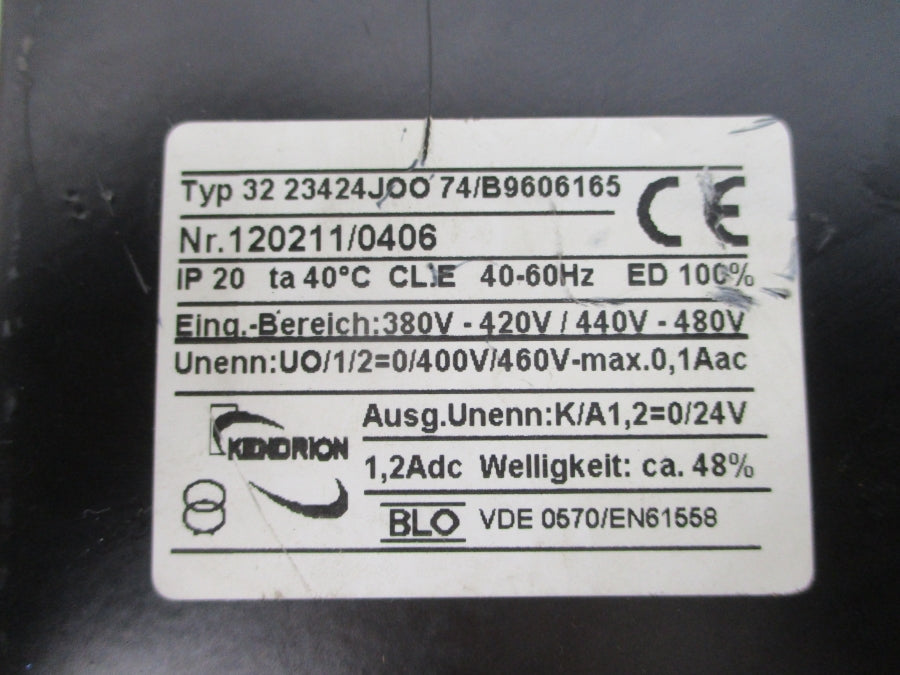 Typ 32 23424JOO 74/B9606165
CE
Nr.120211/0406
IP 20 ta 40°C CL.E 40-60Hz ED 100%
Eing.-Bereich:380V - 420V / 440V - 480V
Unenn:UO/1/2=0/400V/460V-max.0,1Aac
Ausg.Unenn:K/A1,2=0/24V
KENDRION
1,2Adc Welligkeit: ca. 48%
BLO VDE 0570/EN61558